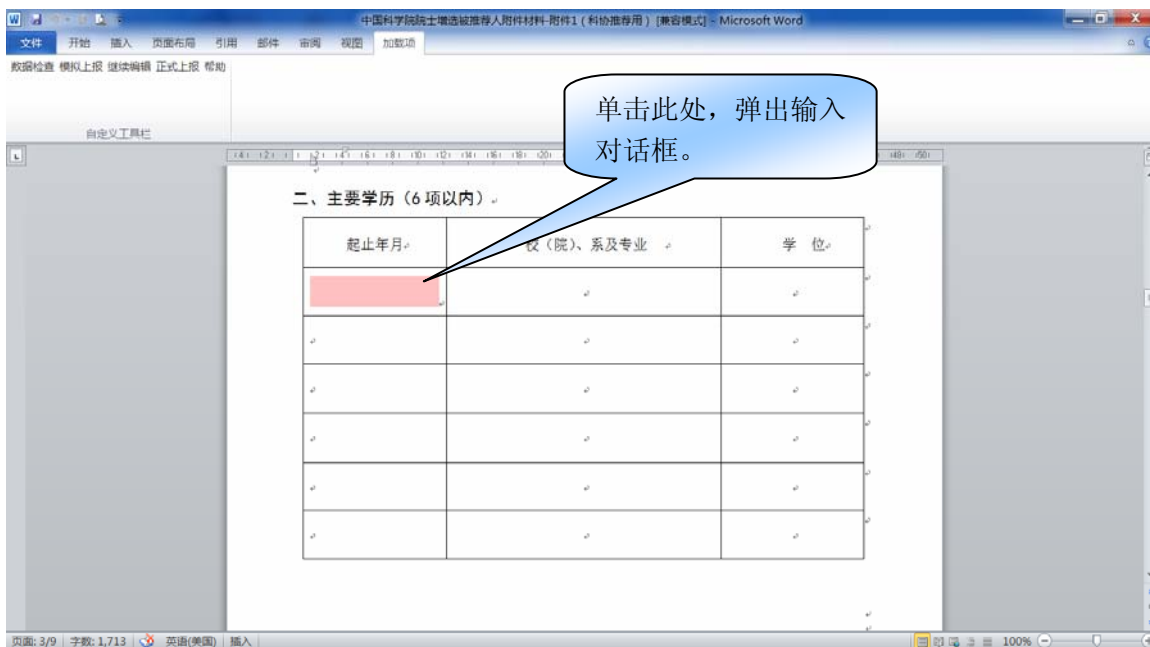 中国科学院院士增选被推荐人附件材料-附件1（科协推荐用）[兼容模式] - Microsoft Word
文件 开始 插入 页面布局 引用 邮件 审阅 视图 加载项
数据检查 模拟上报 继续编辑 正式上报 帮助
自定义工具栏
单击此处，弹出输入
对话框。
二、主要学历（6 项以内）
起止年月 校（院）、系及专业 学 位
页面: 3/9 字数: 1,713 英语(美国) 插入 100%